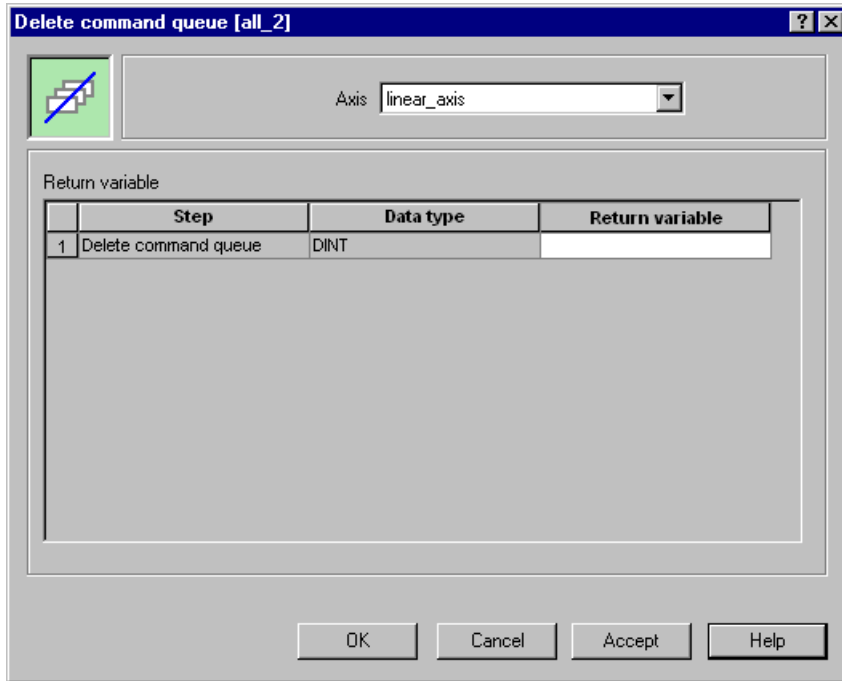 Delete command queue [all_2]
Axis linear_axis
Return variable
Step Data type Return variable
1 Delete command queue DINT
OK Cancel Accept Help